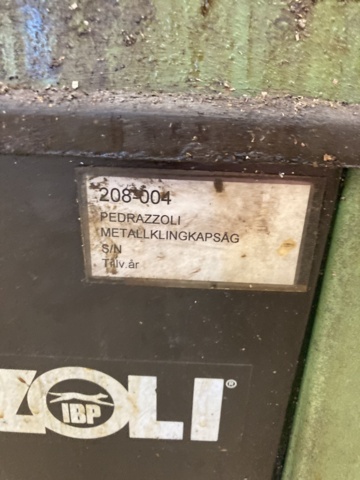 208-004
PEDRAZZOLI
METALLKLINGKAPSÅG
S/N
Tillv.år
ZOLI®
IBP